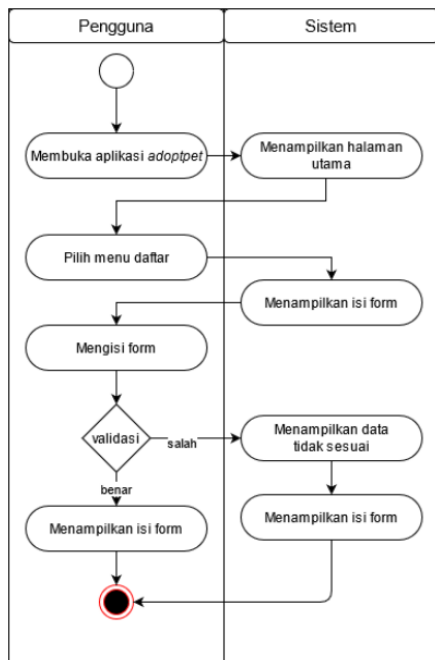 Pengguna
Sistem
Membuka aplikasi adoptpet
Menampilkan halaman
utama
Pilih menu daftar
Menampilkan isi form
Mengisi form
validasi
salah
Menampilkan data
tidak sesuai
benar
Menampilkan isi form
Menampilkan isi form